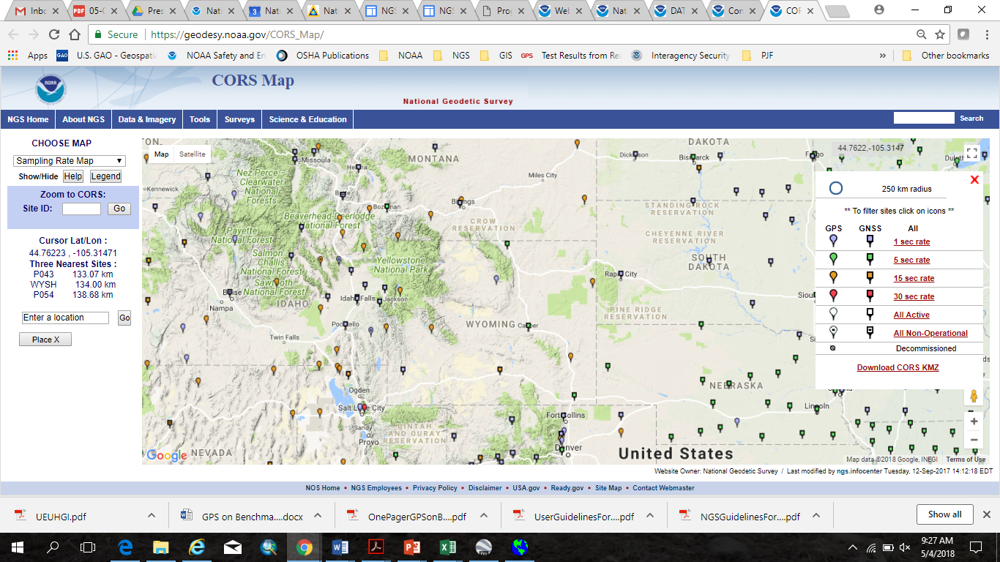 Inbo
05-0
Pres
Nati
Nati
Nat
NGS
NGS
Proc
Wel
Nat
DAT
Con
COR
Secure | https://geodesy.noaa.gov/CORS_Map/
Apps
GAO
U.S. GAO - Geospati
NOAA Safety and En
OSHA Publications
NOAA
NGS
GIS
GPS
Test Results from Re
Interagency Security
PJF
»
Other bookmarks
NOAA
CORS Map
National Geodetic Survey
NGS Home
About NGS
Data & Imagery
Tools
Surveys
Science & Education
Search
CHOOSE MAP
Sampling Rate Map
Show/Hide Help Legend
Zoom to CORS:
Site ID: Go
Cursor Lat/Lon :
44.76223 , -105.31471
Three Nearest Sites :
P043 133.07 km
WYSH 134.00 km
P054 138.68 km
Enter a location Go
Place X
Map Satellite
44.7622,-105.3147
MONTANA
DAKOTA
Missoula
Dickinson
Bismarck
Fargo
Duluth
Nez Perce-
Clearwater
National
Forests
Helena
Miles City
Kennewick
Butte
Bozeman
Billings
Beaverhead-Deerlodge
National Forest
CROW
RESERVATION
STANDING ROCK
RESERVATION
Payette
National Forest
CHEYENNE RIVER
RESERVATION
Salmon
Challis
National
Forest
Sawtooth
National Forest
Yellowstone
National Park
SOUTH
DAKOTA
Rapid City
Sioux
Boise
Nampa
IDAHO
Idaho Falls
Jackson
PINE RIDGE
RESERVATION
WYOMING
Casper
Pocatello
Twin Falls
NEBRASKA
Ogden
Salt Lake City
Sandy
Provo
UINTAH
AND OURAY
RESERVATION
Fort Collins
Lincoln
Denver
NEVADA
United States
Google
Map data ©2018 Google, INEGI
Terms of Use
X
250 km radius
** To filter sites click on icons **
GPS GNSS All
1 sec rate
5 sec rate
15 sec rate
30 sec rate
All Active
All Non-Operational
Decommissioned
Download CORS KMZ
Website Owner: National Geodetic Survey / Last modified by ngs.infocenter Tuesday, 12-Sep-2017 14:12:18 EDT
NOS Home • NGS Employees • Privacy Policy • Disclaimer • USA.gov • Ready.gov • Site Map • Contact Webmaster
UEUHGI.pdf
GPS on Benchma....docx
OnePagerGPSonB....pdf
UserGuidelinesFor....pdf
NGSGuidelinesFor....pdf
Show all
9:27 AM
5/4/2018